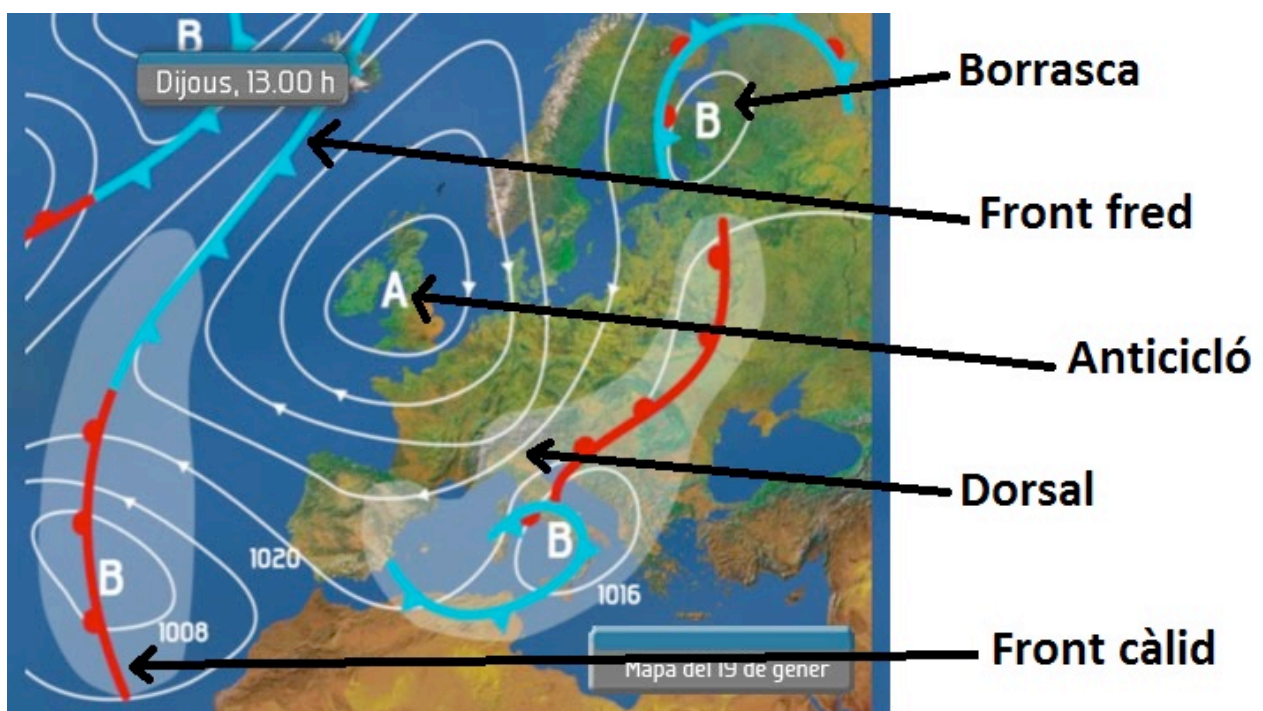 B
Dijous, 13.00 h
Borrasca
B
Front fred
A
Anticicló
Dorsal
B
1020
B
1016
1008
Front càlid
Mapa del 19 de gener